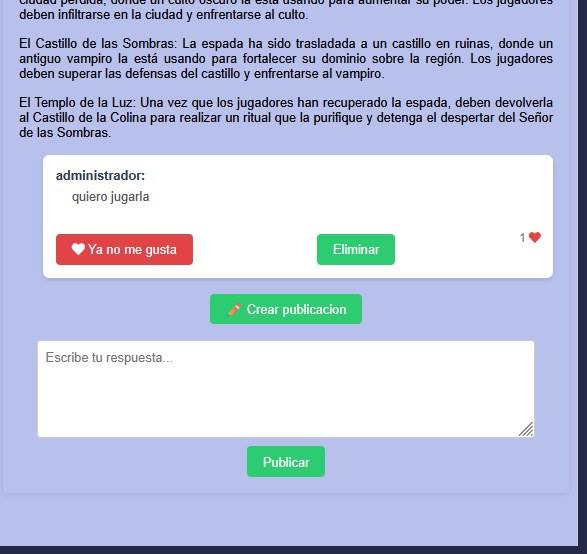 ciudad perdida, donde un culto oscuro la está usando para aumentar su poder. Los jugadores
deben infiltrarse en la ciudad y enfrentarse al culto.
El Castillo de las Sombras: La espada ha sido trasladada a un castillo en ruinas, donde un
antiguo vampiro la está usando para fortalecer su dominio sobre la región. Los jugadores
deben superar las defensas del castillo y enfrentarse al vampiro.
El Templo de la Luz: Una vez que los jugadores han recuperado la espada, deben devolverla
al Castillo de la Colina para realizar un ritual que la purifique y detenga el despertar del Señor
de las Sombras.
administrador:
quiero jugarla
Ya no me gusta
Eliminar
1
Crear publicacion
Escribe tu respuesta...
Publicar